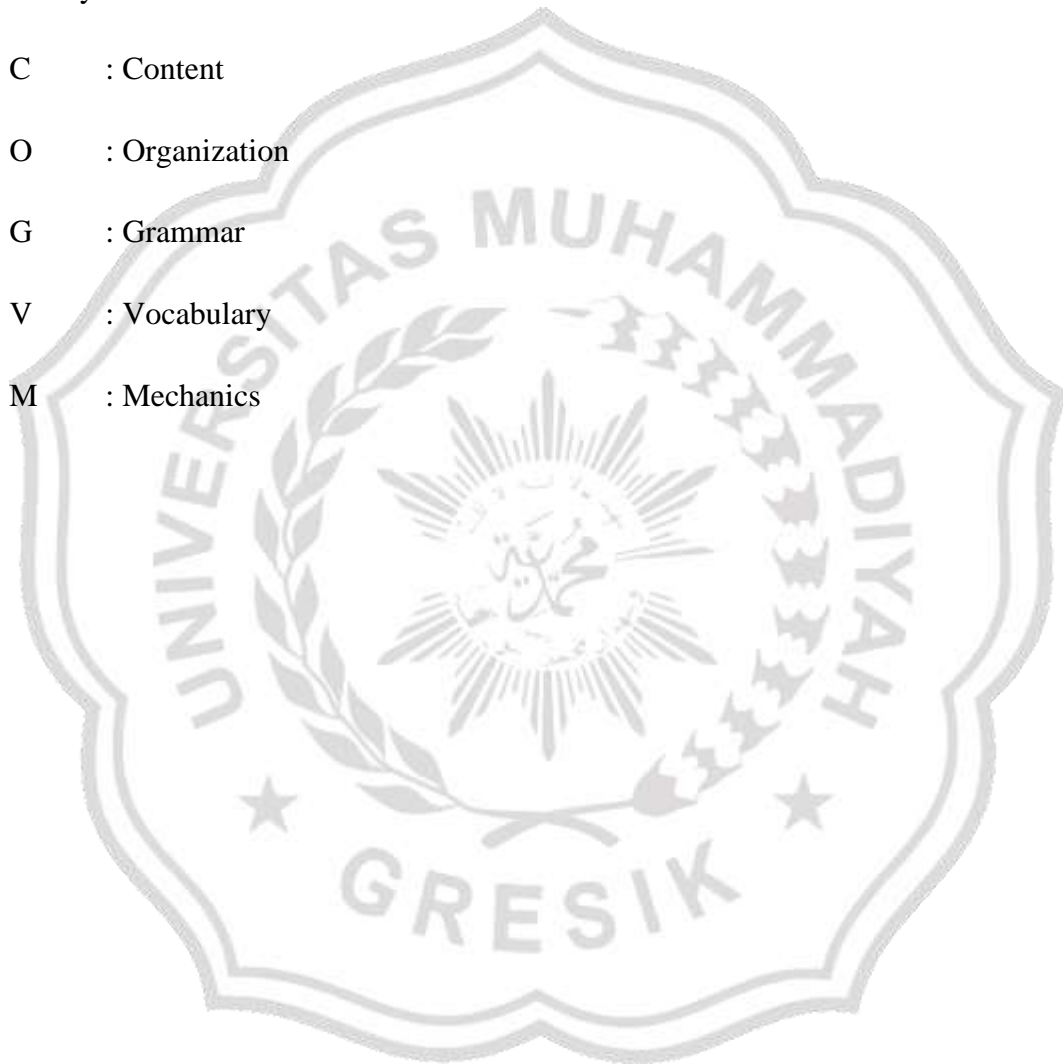 C : Content
O : Organization
G : Grammar
V : Vocabulary
M : Mechanics
UNIVERSITAS MUHAMMADIYAH
GRESIK